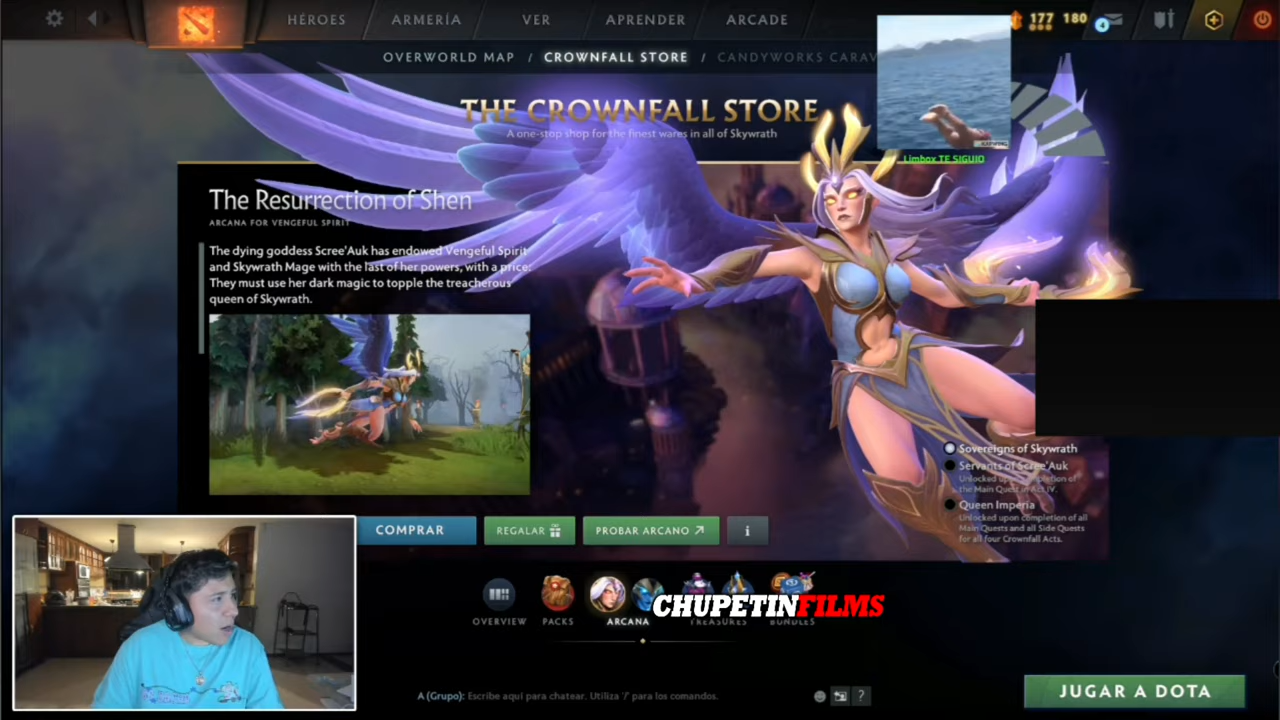 HÉROES
ARMERÍA
VER
APRENDER
ARCADE
177
180
4
OVERWORLD MAP / CROWNFALL STORE / CANDYWORKS CARAV
THE CROWNFALL STORE
A one-stop shop for the finest wares in all of Skywrath
Limbox TE SIGUIO
The Resurrection of Shen
ARCANA FOR VENGEFUL SPIRIT
The dying goddess Scree'Auk has endowed Vengeful Spirit
and Skywrath Mage with the last of her powers, with a price:
They must use her dark magic to topple the treacherous
queen of Skywrath.
Sovereigns of Skywrath
Servants of Scree'Auk
Unlocked upon completion of
the Main Quest in Act IV.
Queen Imperia
Unlocked upon completion of all
Main Quests and all Side Quests
for all four Crownfall Acts.
COMPRAR
REGALAR
PROBAR ARCANO
i
CHUPETINFILMS
OVERVIEW
PACKS
ARCANA
TREASURES
BUNDLES
A (Grupo): Escribe aquí para chatear. Utiliza '/' para los comandos.
?
JUGAR A DOTA